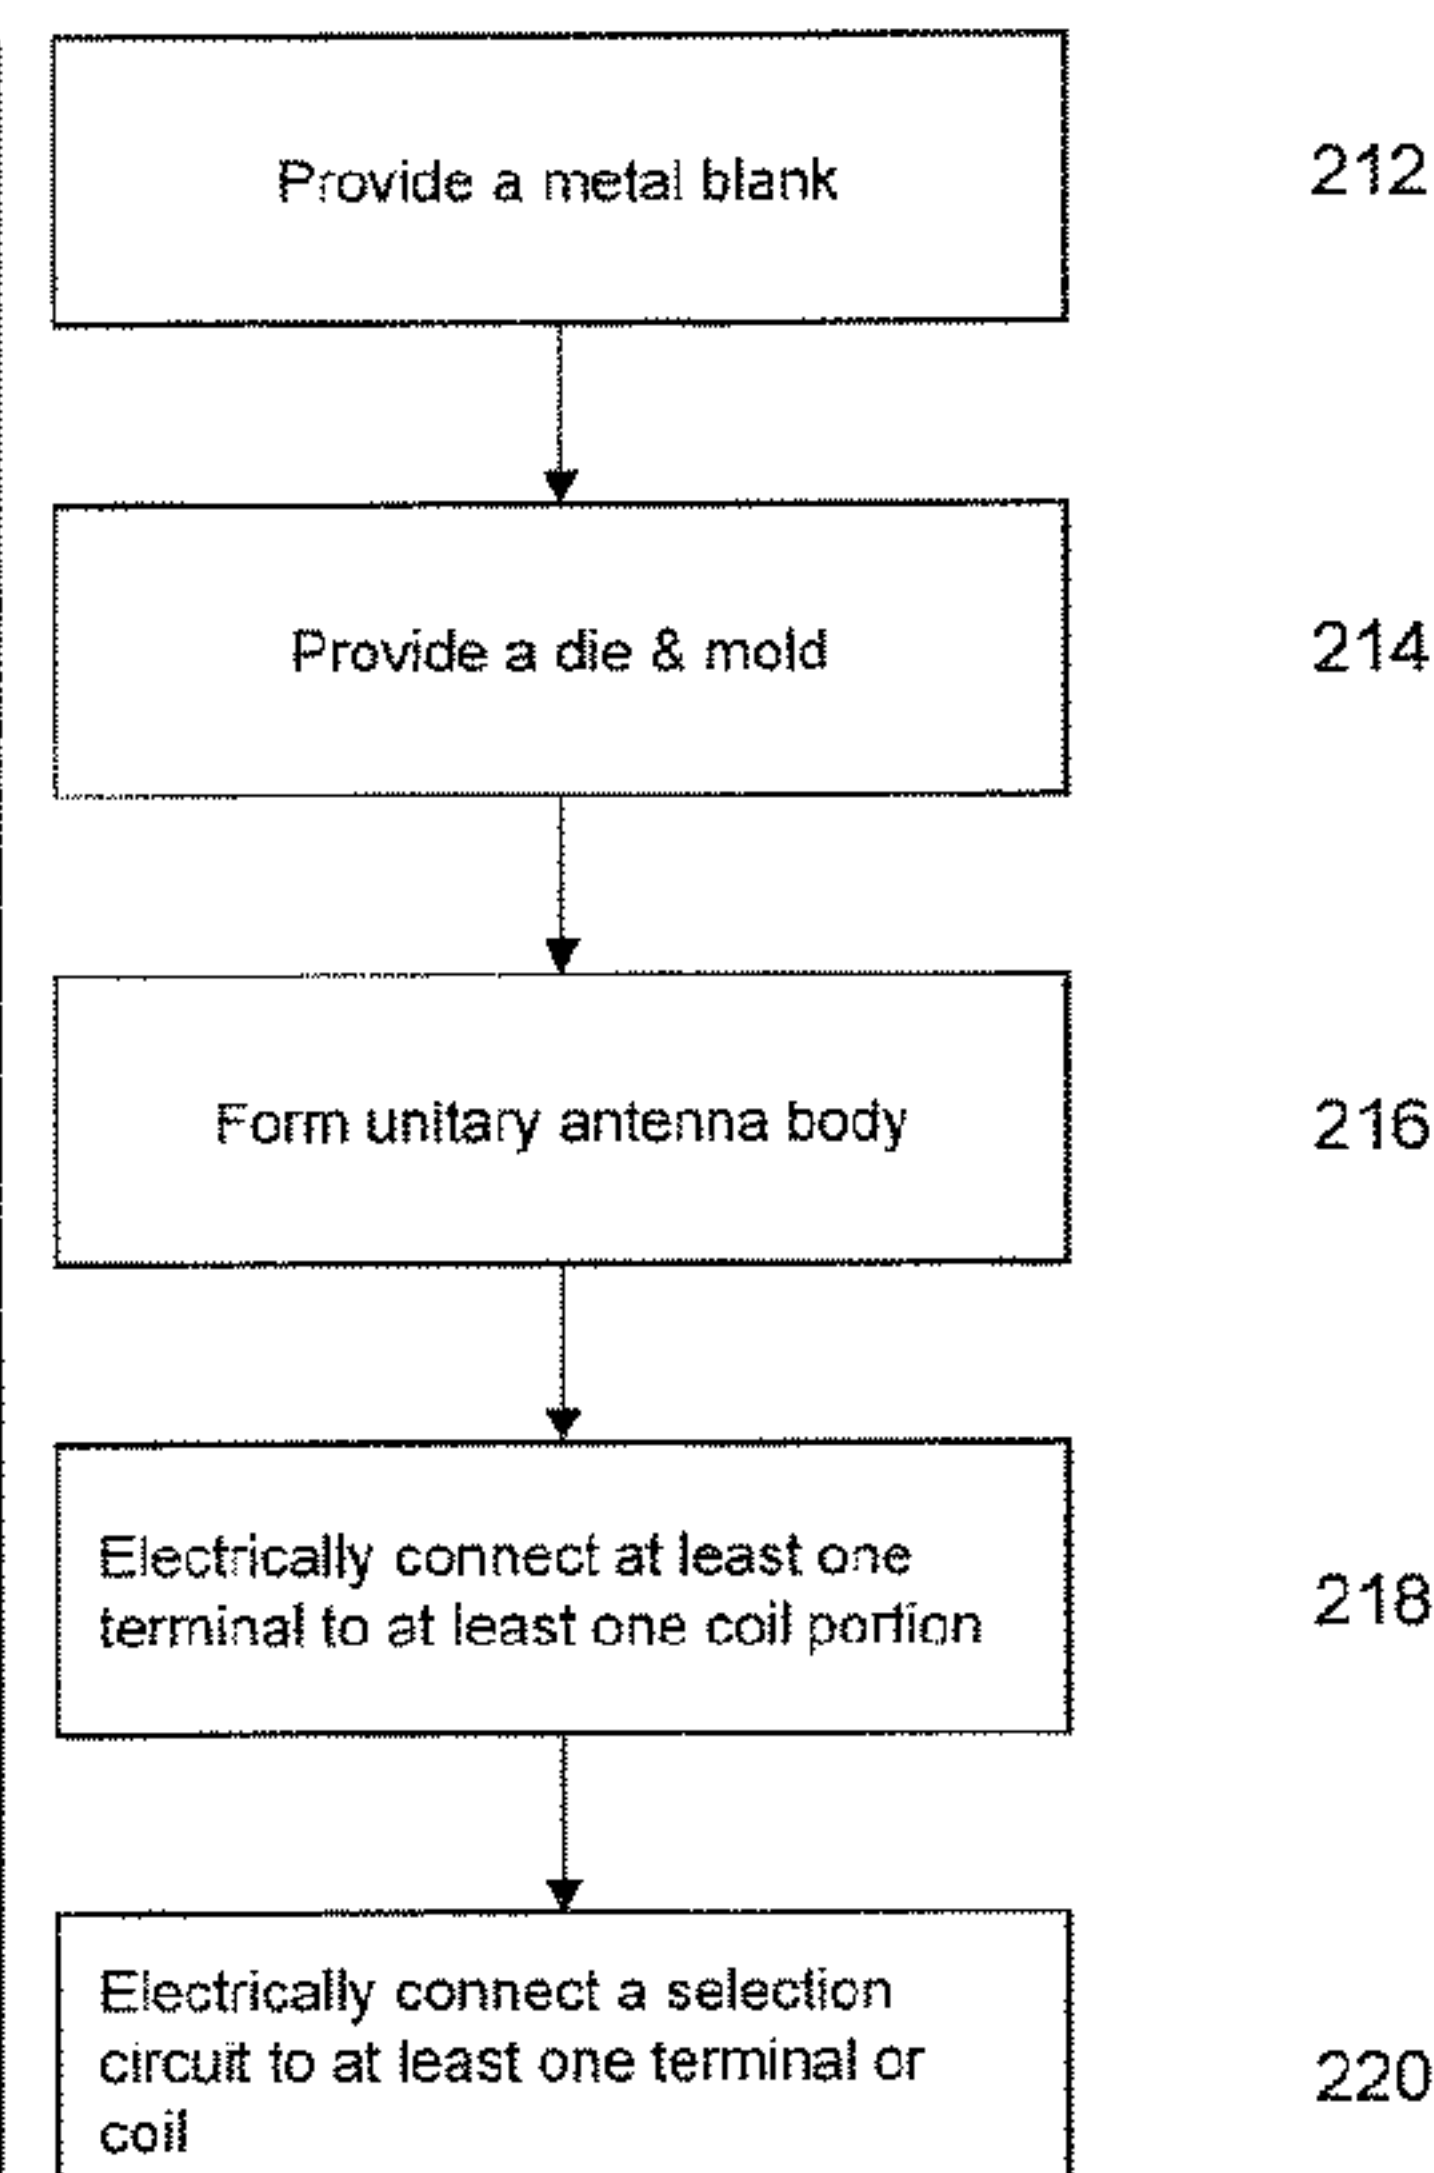 Provide a metal blank
212
Provide a die & mold
214
Form unitary antenna body
216
Electrically connect at least one
terminal to at least one coil portion
218
Electrically connect a selection
circuit to at least one terminal or
coil
220